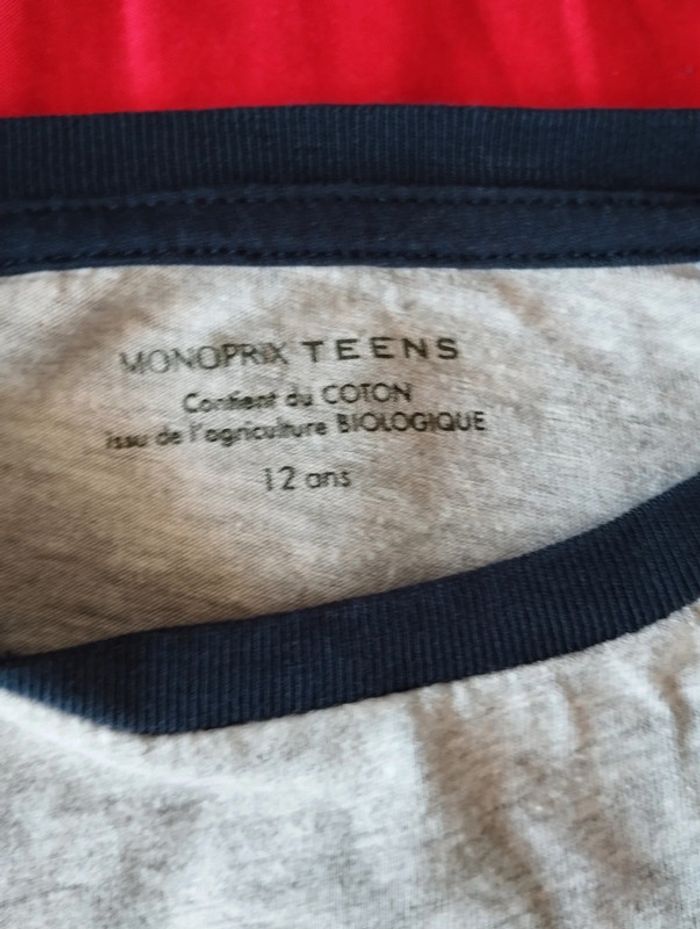 MONOPRIX TEENS
Contient du COTON
issu de l'agriculture BIOLOGIQUE
12 ans